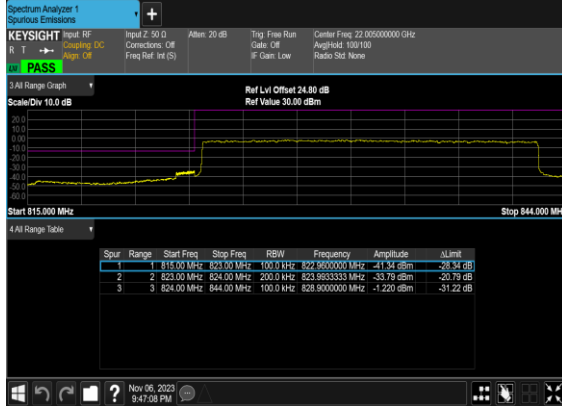 Spectrum Analyzer 1
Spurious Emissions
+
KEYSIGHT Input: RF Input Z: 50 Ω Atten: 20 dB Trig: Free Run Center Freq: 22.005000000 GHz
R T Coupling: DC Corrections: Off Gate: Off Avg|Hold: 100/100
Align: Off Freq Ref: Int (S) IF Gain: Low Radio Std: None
PASS
3 All Range Graph
Ref Lvl Offset 24.80 dB
Scale/Div 10.0 dB Ref Value 30.00 dBm
20.0
10.0
0.00
-10.0
-20.0
-30.0
-40.0
-50.0
-60.0
Start 815.000 MHz Stop 844.000 MH
4 All Range Table
Spur Range Start Freq Stop Freq RBW Frequency Amplitude ΔLimit
1 1 815.00 MHz 823.00 MHz 100.0 kHz 822.9600000 MHz -41.34 dBm -28.34 dB
2 2 823.00 MHz 824.00 MHz 200.0 kHz 823.9933333 MHz -33.79 dBm -20.79 dB
3 3 824.00 MHz 844.00 MHz 100.0 kHz 828.9000000 MHz -1.220 dBm -31.22 dB
? Nov 06, 2023
9:47:08 PM